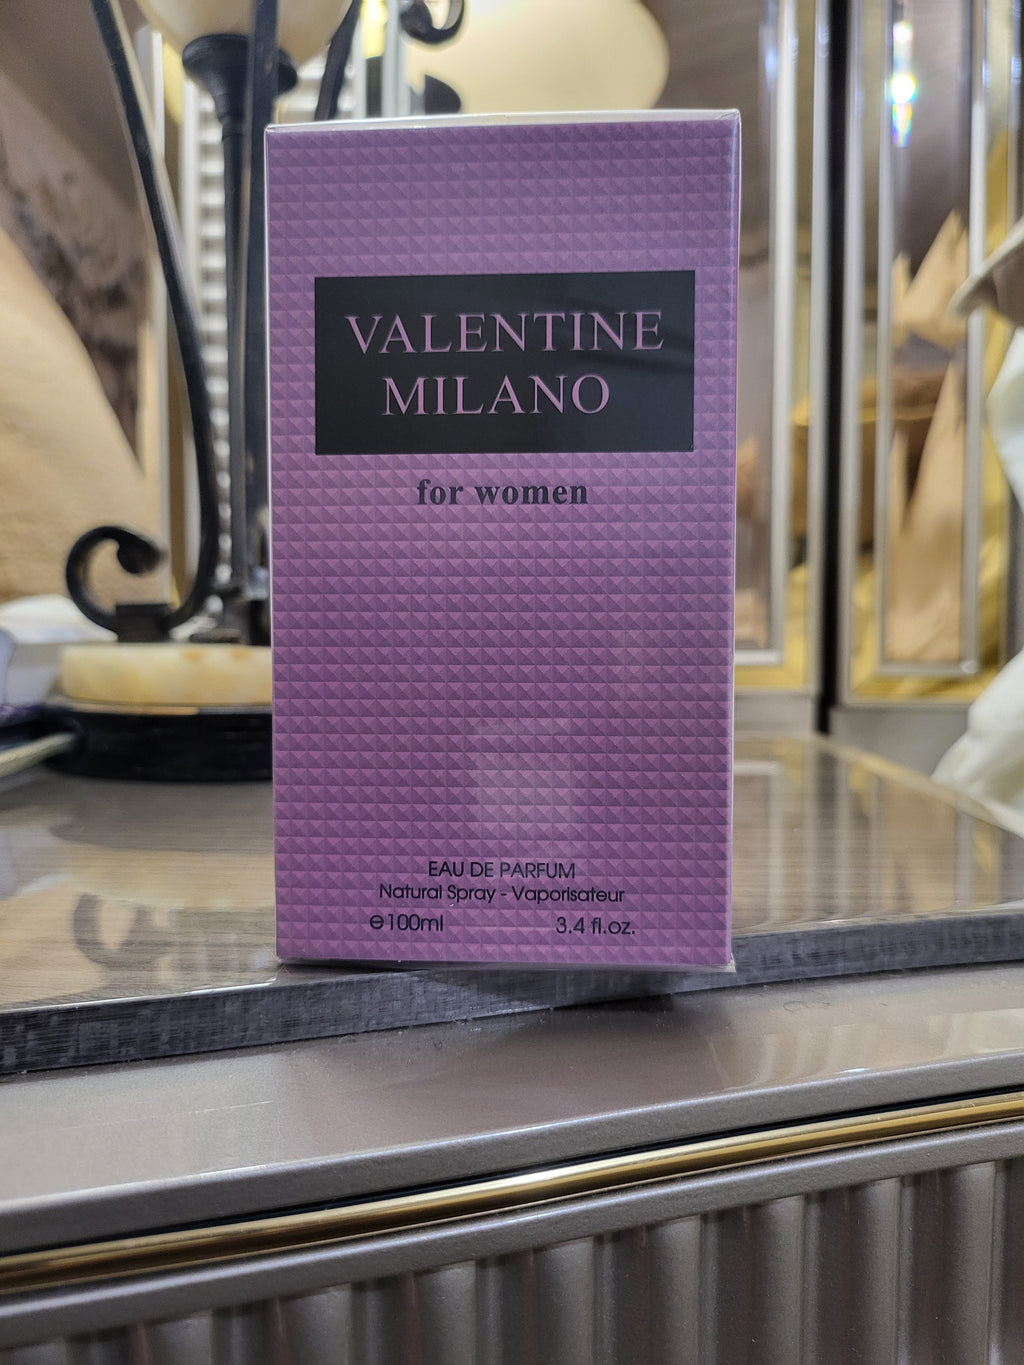 VALENTINE
MILANO
for women
EAU DE PARFUM
Natural Spray - Vaporisateur
℮100ml 3.4 fl.oz.